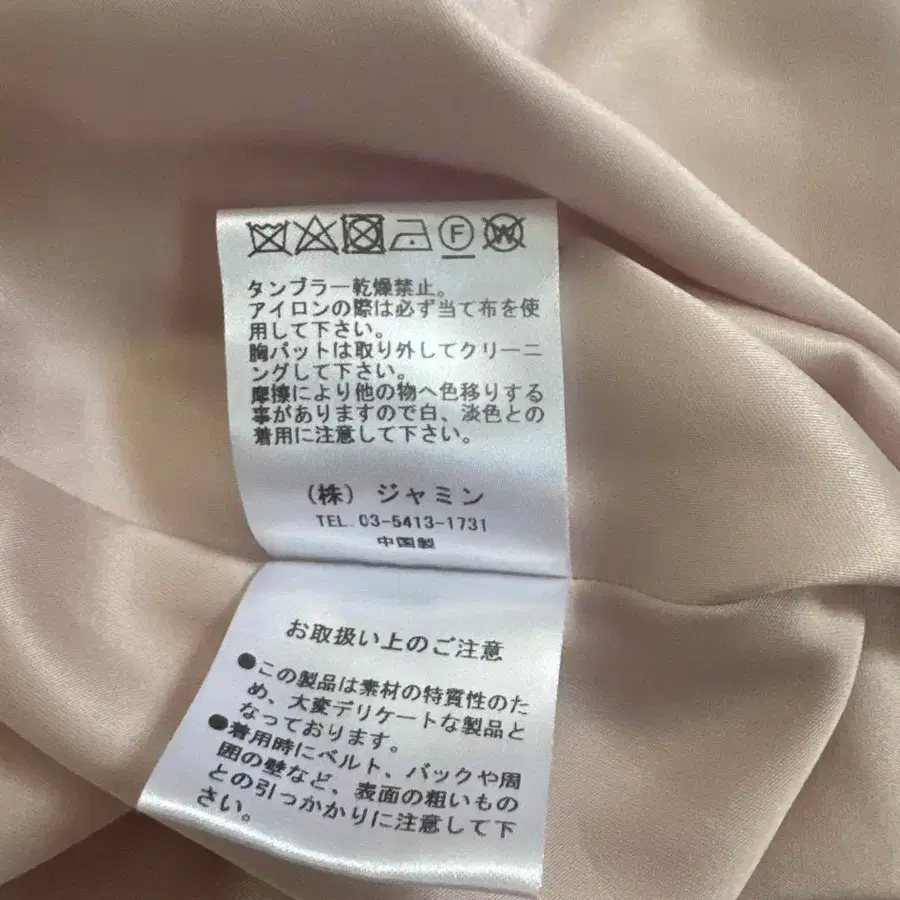 F W
タンブラー乾燥禁止。
アイロンの際は必ず当て布を使
用して下さい。
胸パットは取り外してクリーニ
ングして下さい。
摩擦により他の物へ色移りする
事がありますので白、淡色との
着用に注意して下さい。
(株) ジャミン
TEL. 03-5413-1731
中国製
お取扱い上のご注意
●この製品は素材の特質性のた
め、大変デリケートな製品と
なっております。
●着用時にベルト、バックや周
囲の壁など、表面の粗いもの
との引っかかりに注意して下
さい。